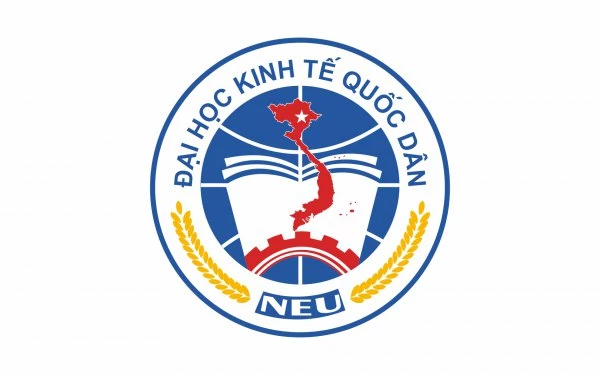 ĐẠI HỌC KINH TẾ QUỐC DÂN
NEU